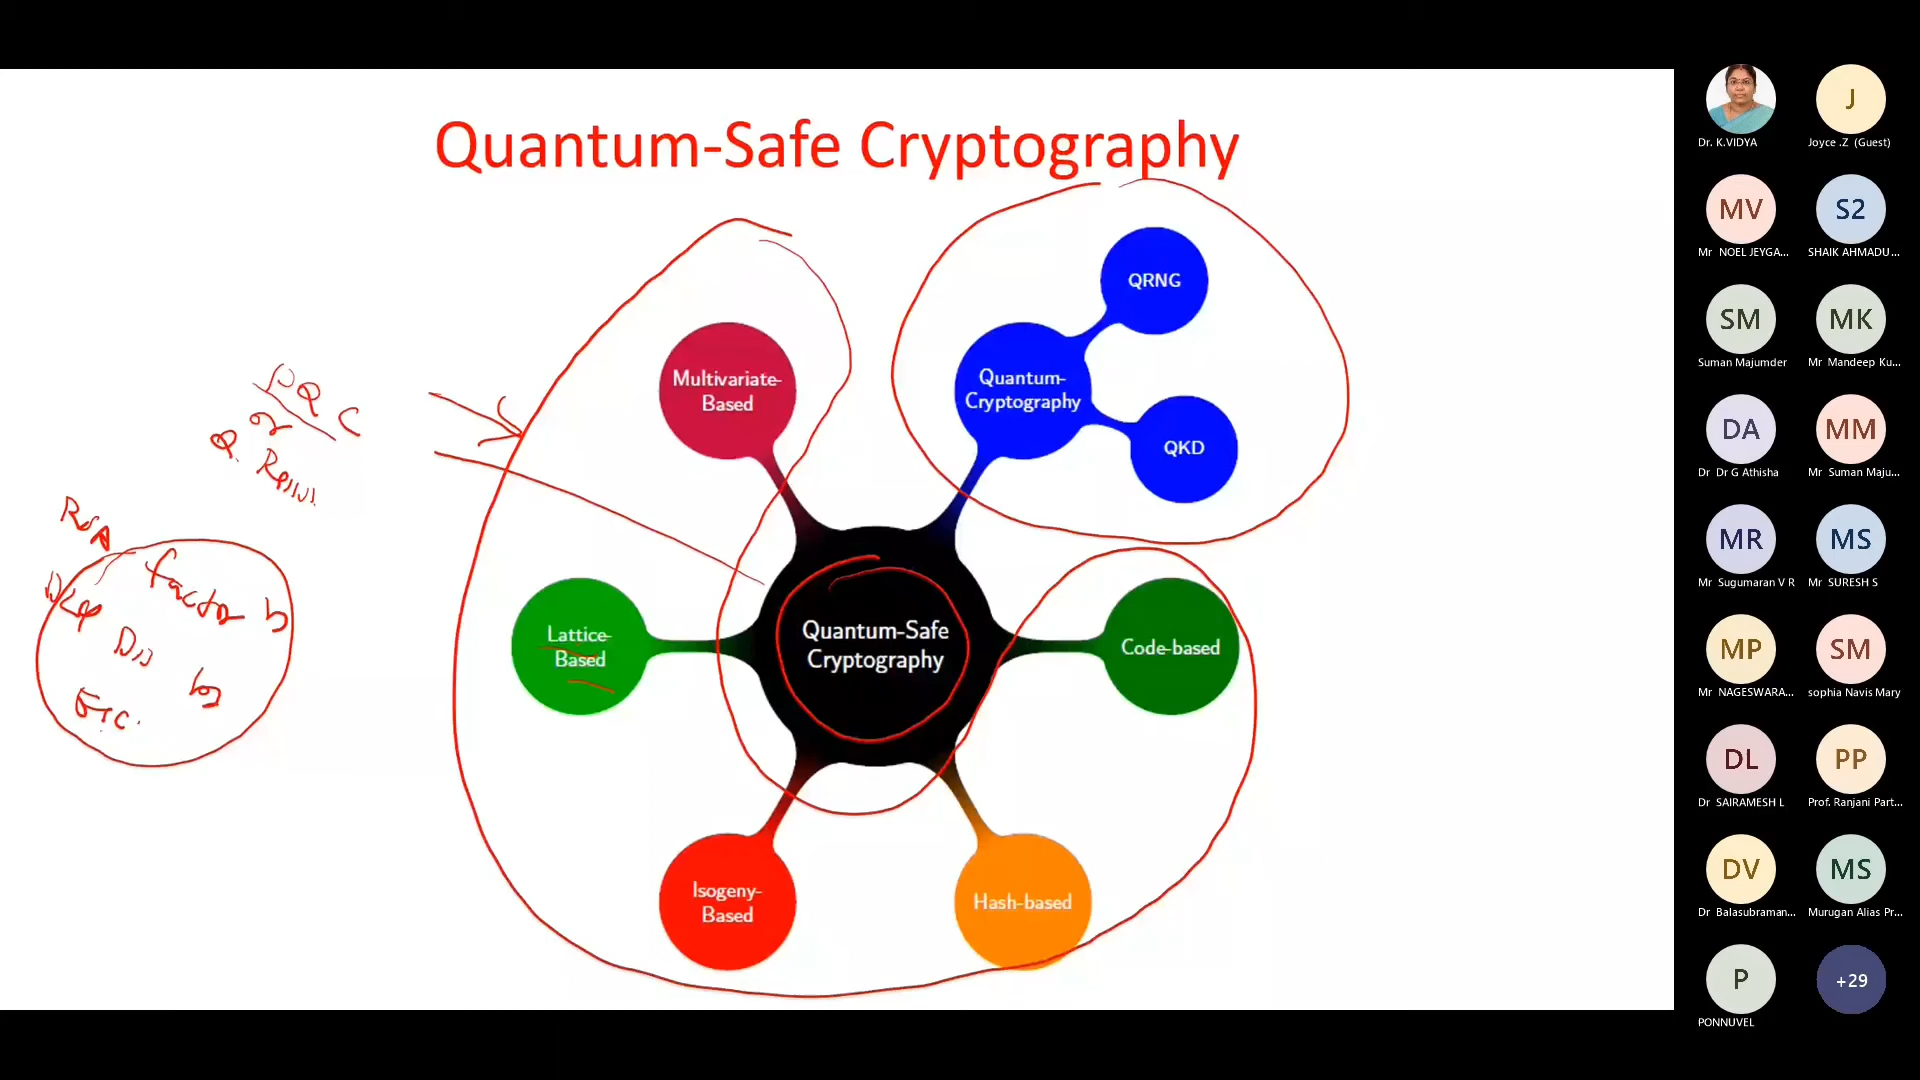 Quantum-Safe Cryptography
QRNG
Multivariate-
Based
Quantum-
Cryptography
QKD
Lattice-
Based
Quantum-Safe
Cryptography
Code-based
Isogeny-
Based
Hash-based
RSA
factor
Dr. K.VIDYA
J
Joyce .Z (Guest)
MV
Mr NOEL JEYGA...
S2
SHAIK AHMADU...
SM
Suman Majumder
MK
Mr Mandeep Ku...
DA
Dr Dr G Athisha
MM
Mr Suman Maju...
MR
Mr Sugumaran V R
MS
Mr SURESH S
MP
Mr NAGESWARA...
SM
sophia Navis Mary
DL
Dr SAIRAMESH L
PP
Prof. Ranjani Part...
DV
Dr Balasubraman...
MS
Murugan Alias Pr...
P
PONNUVEL
+29